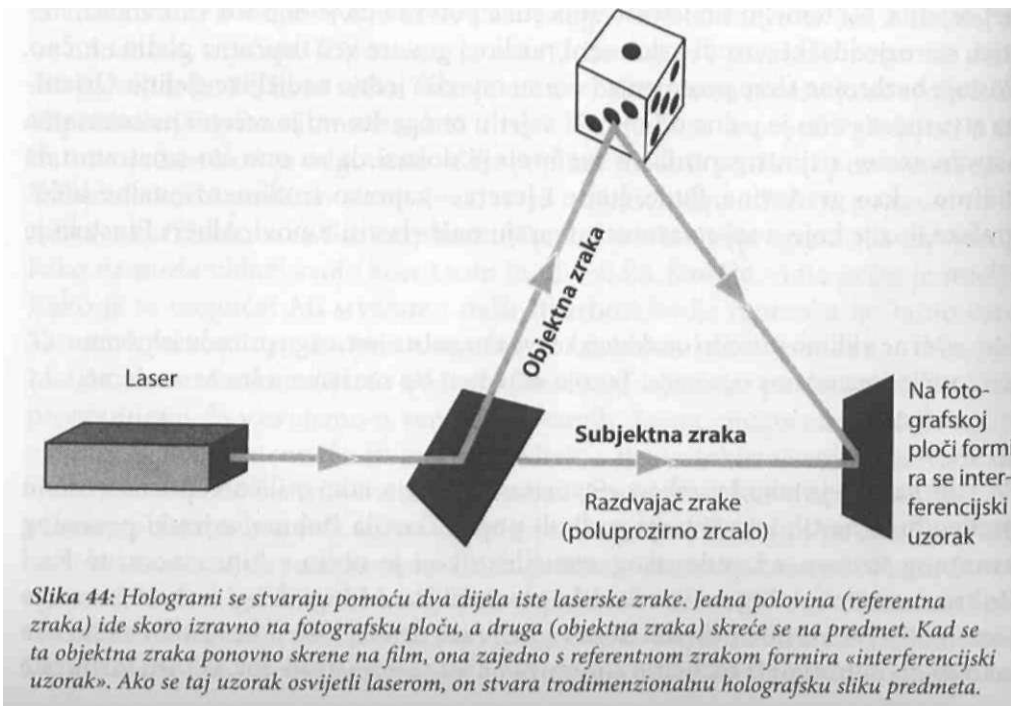 Laser
Objektna zraka
Subjektna zraka
Razdvajač zrake
(poluprozirno zrcalo)
Na foto-
grafskoj
ploči formi
ra se inter-
ferencijski
uzorak
Slika 44: Hologrami se stvaraju pomoću dva dijela iste laserske zrake. Jedna polovina (referentna
zraka) ide skoro izravno na fotografsku ploču, a druga (objektna zraka) skreće se na predmet. Kad se
ta objektna zraka ponovno skrene na film, ona zajedno s referentnom zrakom formira «interferencijski
uzorak». Ako se taj uzorak osvijetli laserom, on stvara trodimenzionalnu holografsku sliku predmeta.